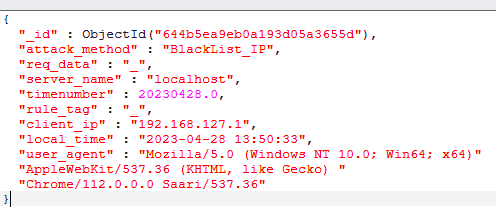 {
"_id" : ObjectId("644b5ea9eb0a193d05a3655d"),
"attack_method" : "BlackList_IP",
"req_data" : "_",
"server_name" : "localhost",
"timenumber" : 20230428.0,
"rule_tag" : "_",
"client_ip" : "192.168.127.1",
"local_time" : "2023-04-28 13:50:33",
"user_agent" : "Mozilla/5.0 (Windows NT 10.0; Win64; x64)"
"AppleWebKit/537.36 (KHTML, like Gecko) "
"Chrome/112.0.0.0 Saari/537.36"
}